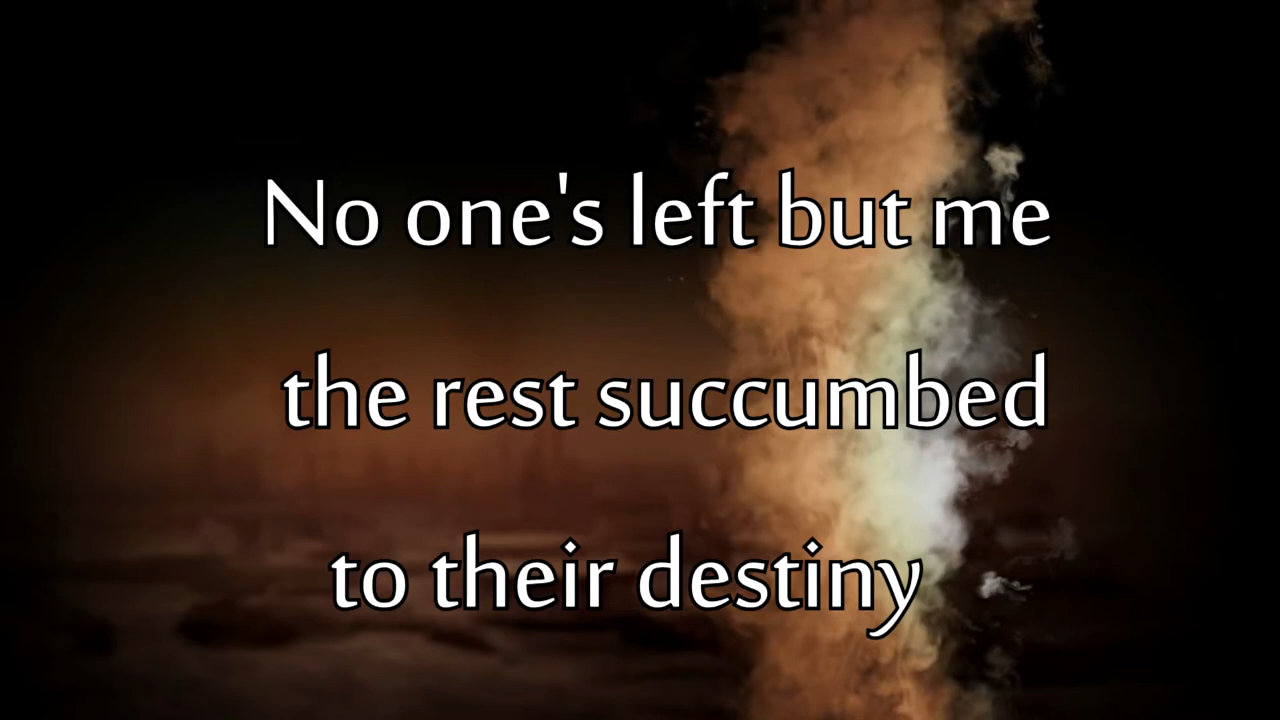 No one's left but me
the rest succumbed
to their destiny